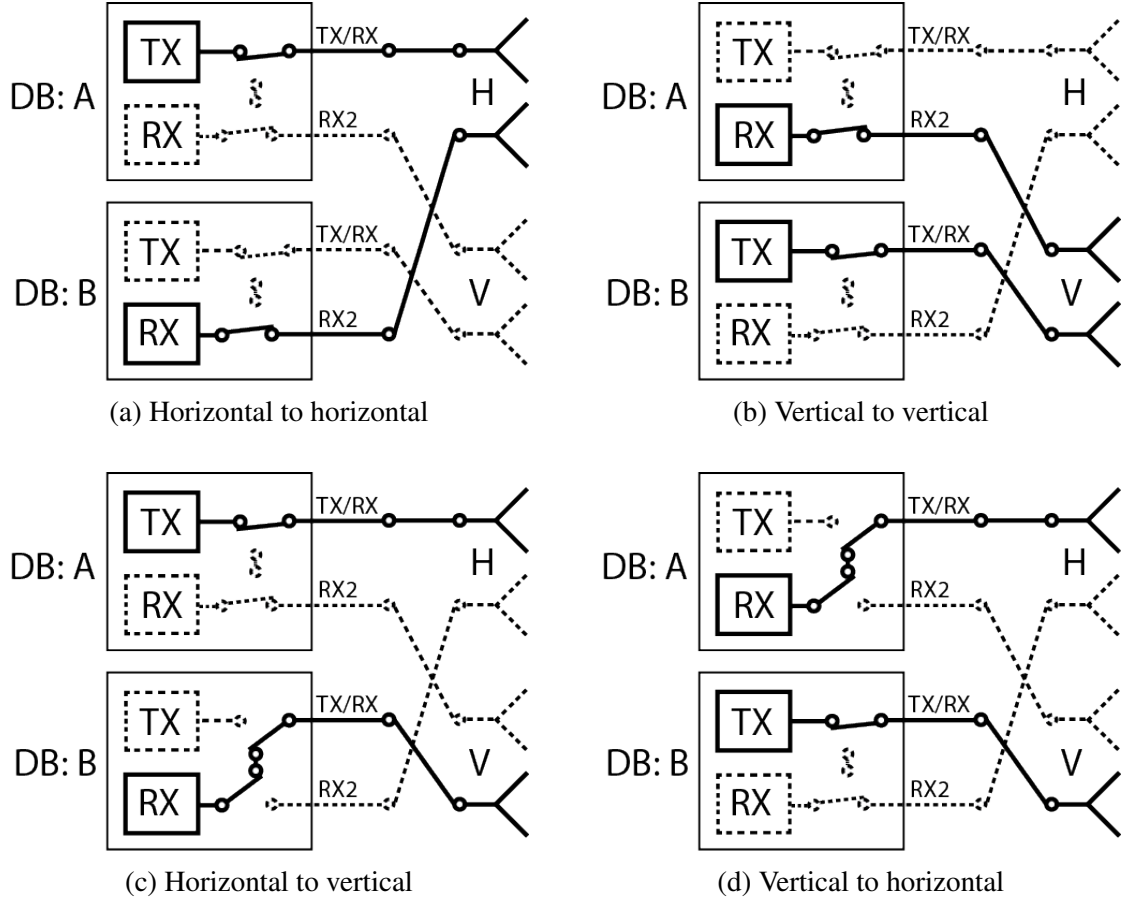 TX
TX/RX
DB: A
H
RX
RX2
TX
TX/RX
DB: B
V
RX
RX2
(a) Horizontal to horizontal
TX
TX/RX
DB: A
H
RX
RX2
TX
TX/RX
DB: B
V
RX
RX2
(b) Vertical to vertical
TX
TX/RX
DB: A
H
RX
RX2
TX
TX/RX
DB: B
V
RX
RX2
(c) Horizontal to vertical
TX
TX/RX
DB: A
H
RX
RX2
TX
TX/RX
DB: B
V
RX
RX2
(d) Vertical to horizontal